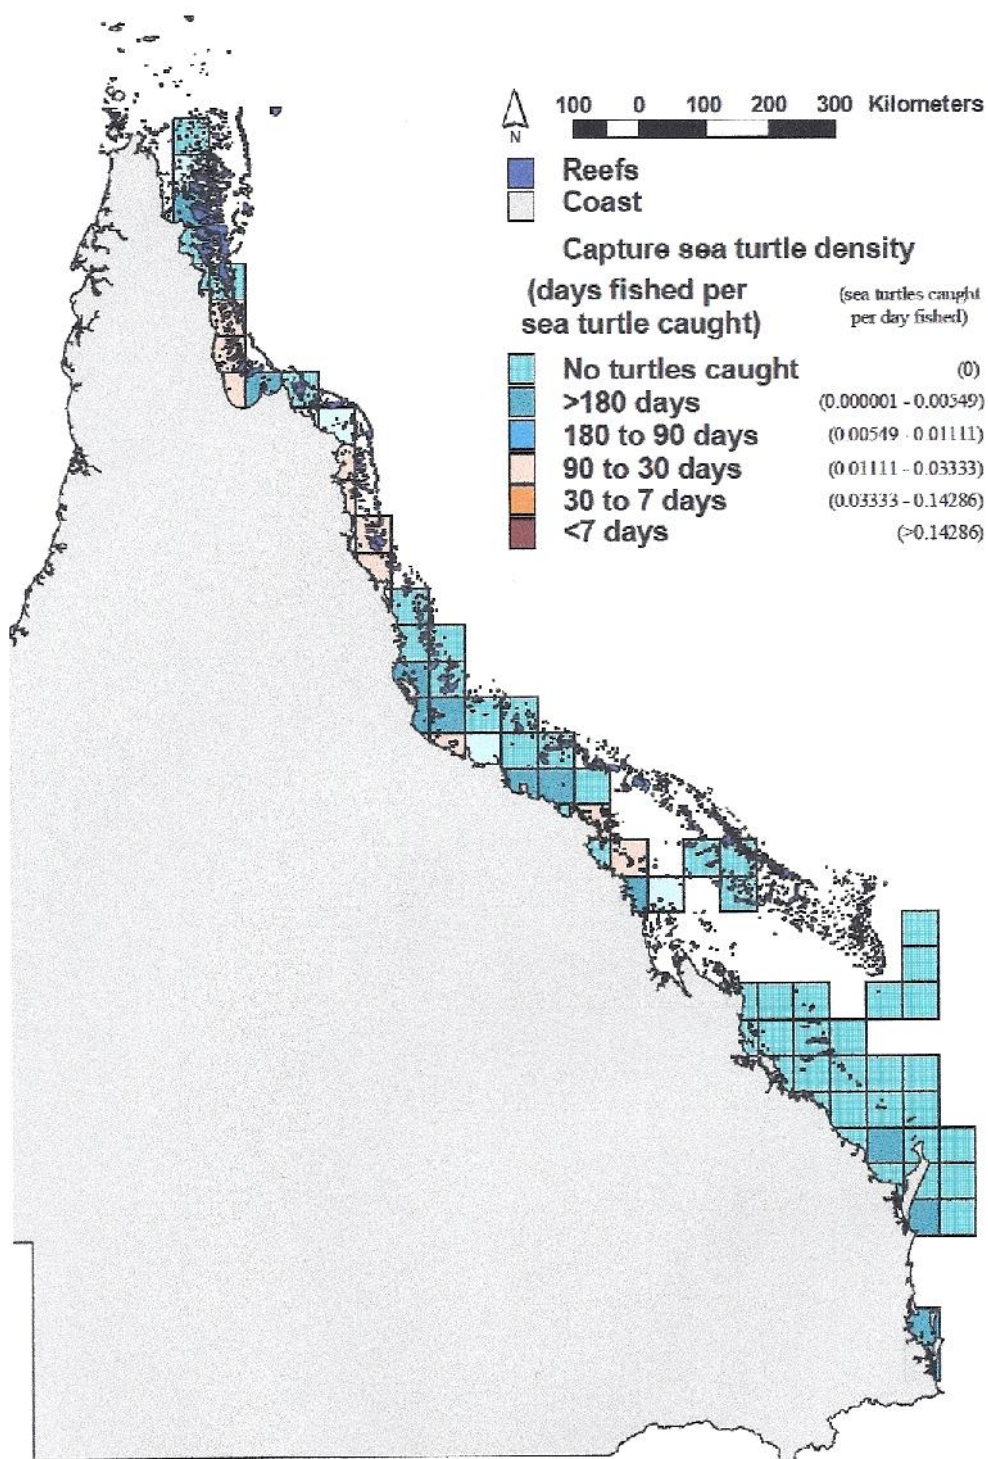 100 0 100 200 300 Kilometers
N
Reefs
Coast
Capture sea turtle density
(days fished per
sea turtle caught)
(sea turtles caught
per day fished)
No turtles caught (0)
>180 days (0.000001 - 0.00549)
180 to 90 days (0.00549 - 0.01111)
90 to 30 days (0.01111 - 0.03333)
30 to 7 days (0.03333 - 0.14286)
<7 days (>0.14286)